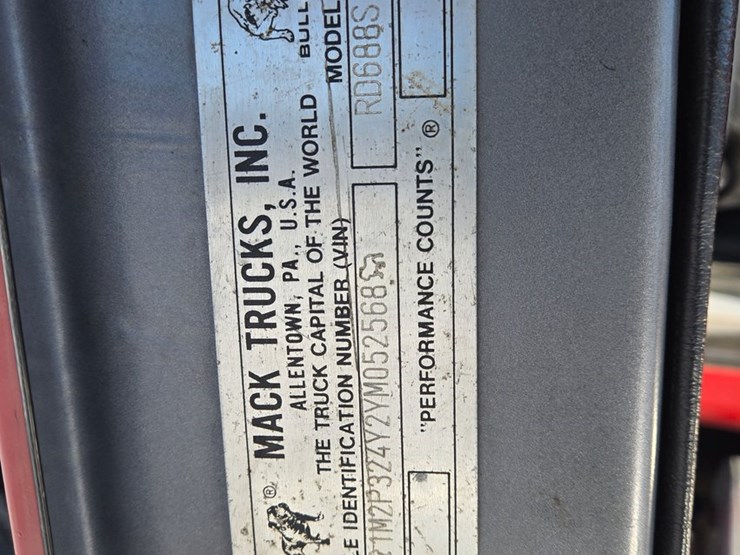 MACK TRUCKS, INC.
ALLENTOWN, PA., U.S.A.
THE TRUCK CAPITAL OF THE WORLD
BULL
E IDENTIFICATION NUMBER (VIN)
MODEL
1M2P324Y2YM052568
RD688S
"PERFORMANCE COUNTS" ®